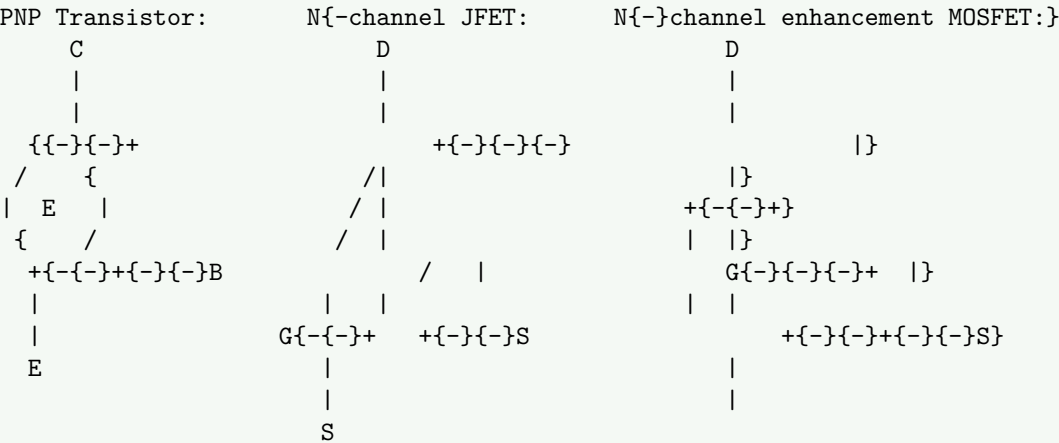 PNP Transistor:       N{-channel JFET:       N{-}channel enhancement MOSFET:}
     C                     D                        D
     |                     |                        |
     |                     |                        |
  {{-}{-}+                     +{-}{-}{-}                    |}
 /    {                   /|                        |}
|  E   |                 / |                     +{-{-}+}
 {    /                 /  |                     |  |}
  +{-{-}+{-}{-}B              /   |                 G{-}{-}{-}+  |}
  |                    |   |                     |  |
  |                 G{-{-}+   +{-}{-}S                  +{-}{-}+{-}{-}S}
  E                    |                            |
                       |                            |
                       S